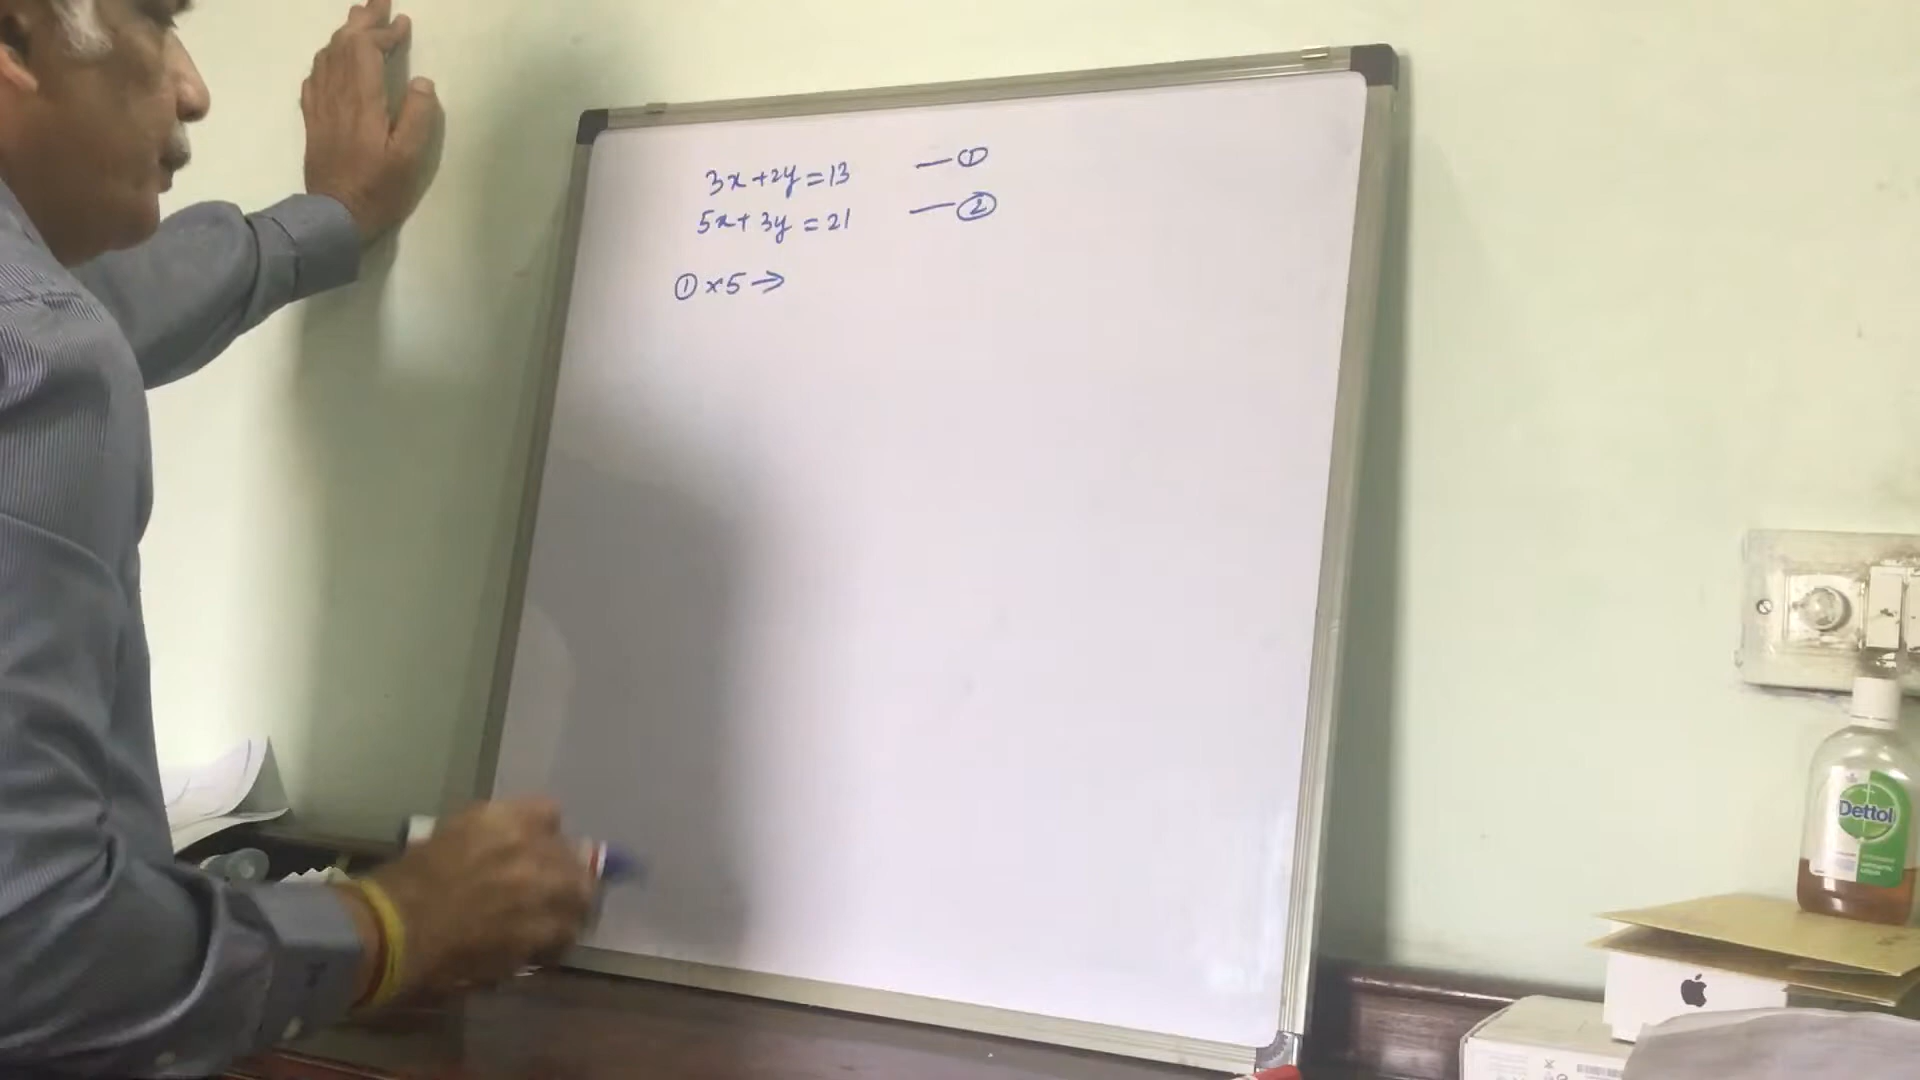 3x+2y=13 —①
5x+3y=21 —②
①×5→
Dettol